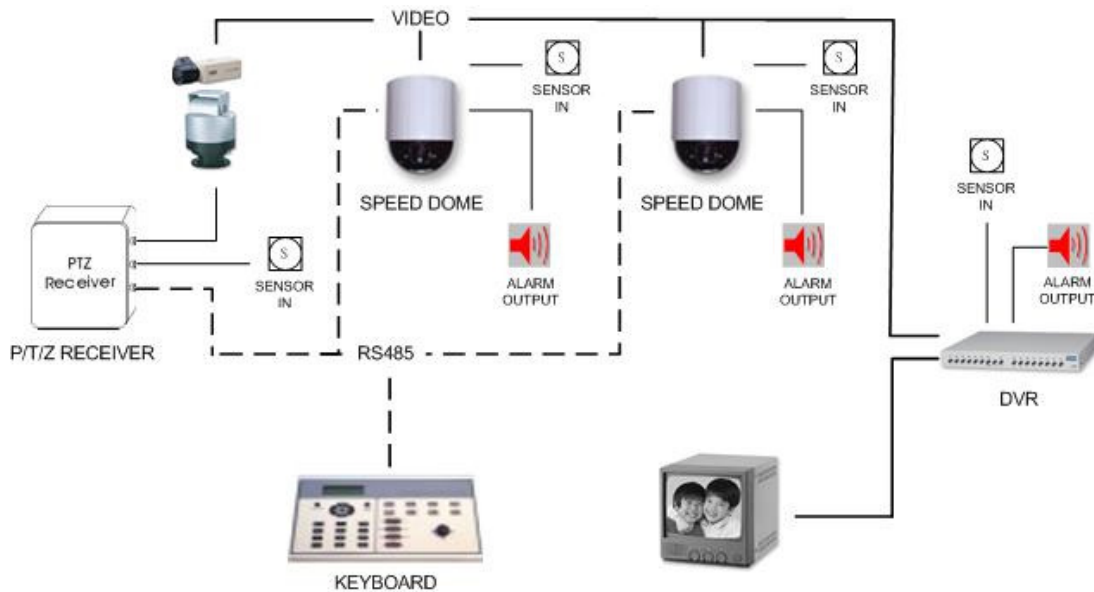 VIDEO
S
SENSOR
IN
S
SENSOR
IN
SPEED DOME
SPEED DOME
S
SENSOR
IN
PTZ
Receiver
S
SENSOR
IN
ALARM
OUTPUT
ALARM
OUTPUT
ALARM
OUTPUT
P/T/Z RECEIVER
RS485
DVR
KEYBOARD